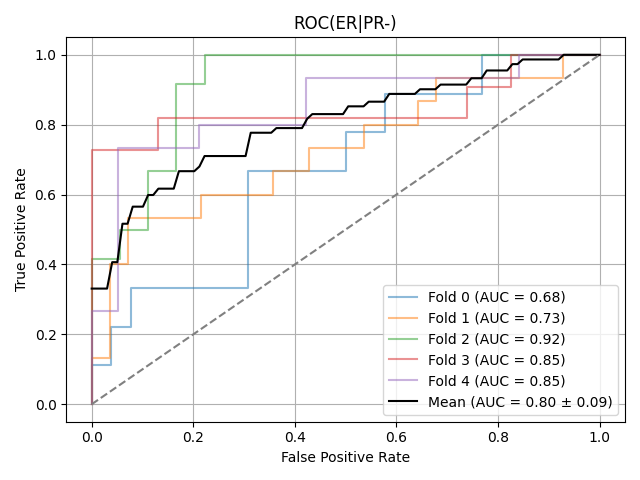 ROC(ER|PR-)
True Positive Rate
1.0
0.8
0.6
0.4
0.2
0.0
Fold 0 (AUC = 0.68)
Fold 1 (AUC = 0.73)
Fold 2 (AUC = 0.92)
Fold 3 (AUC = 0.85)
Fold 4 (AUC = 0.85)
Mean (AUC = 0.80 ± 0.09)
0.0 0.2 0.4 0.6 0.8 1.0
False Positive Rate